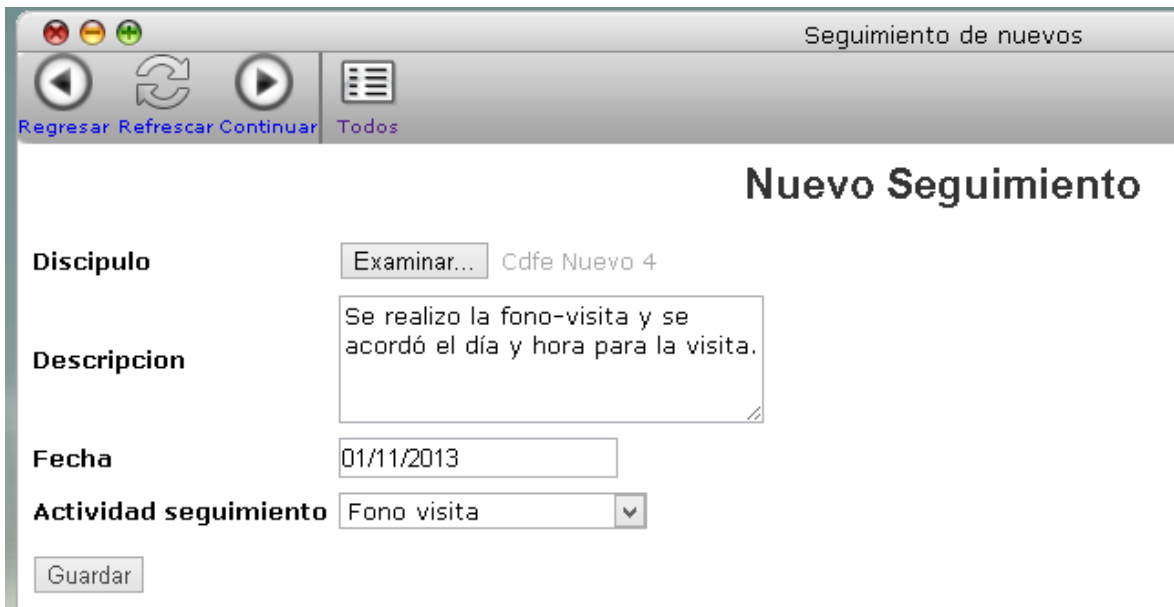 Seguimiento de nuevos
Regresar Refrescar Continuar Todos
Nuevo Seguimiento
Discipulo Examinar... Cdfe Nuevo 4
Descripcion
Se realizo la fono-visita y se
acordó el día y hora para la visita.
Fecha 01/11/2013
Actividad seguimiento Fono visita
Guardar